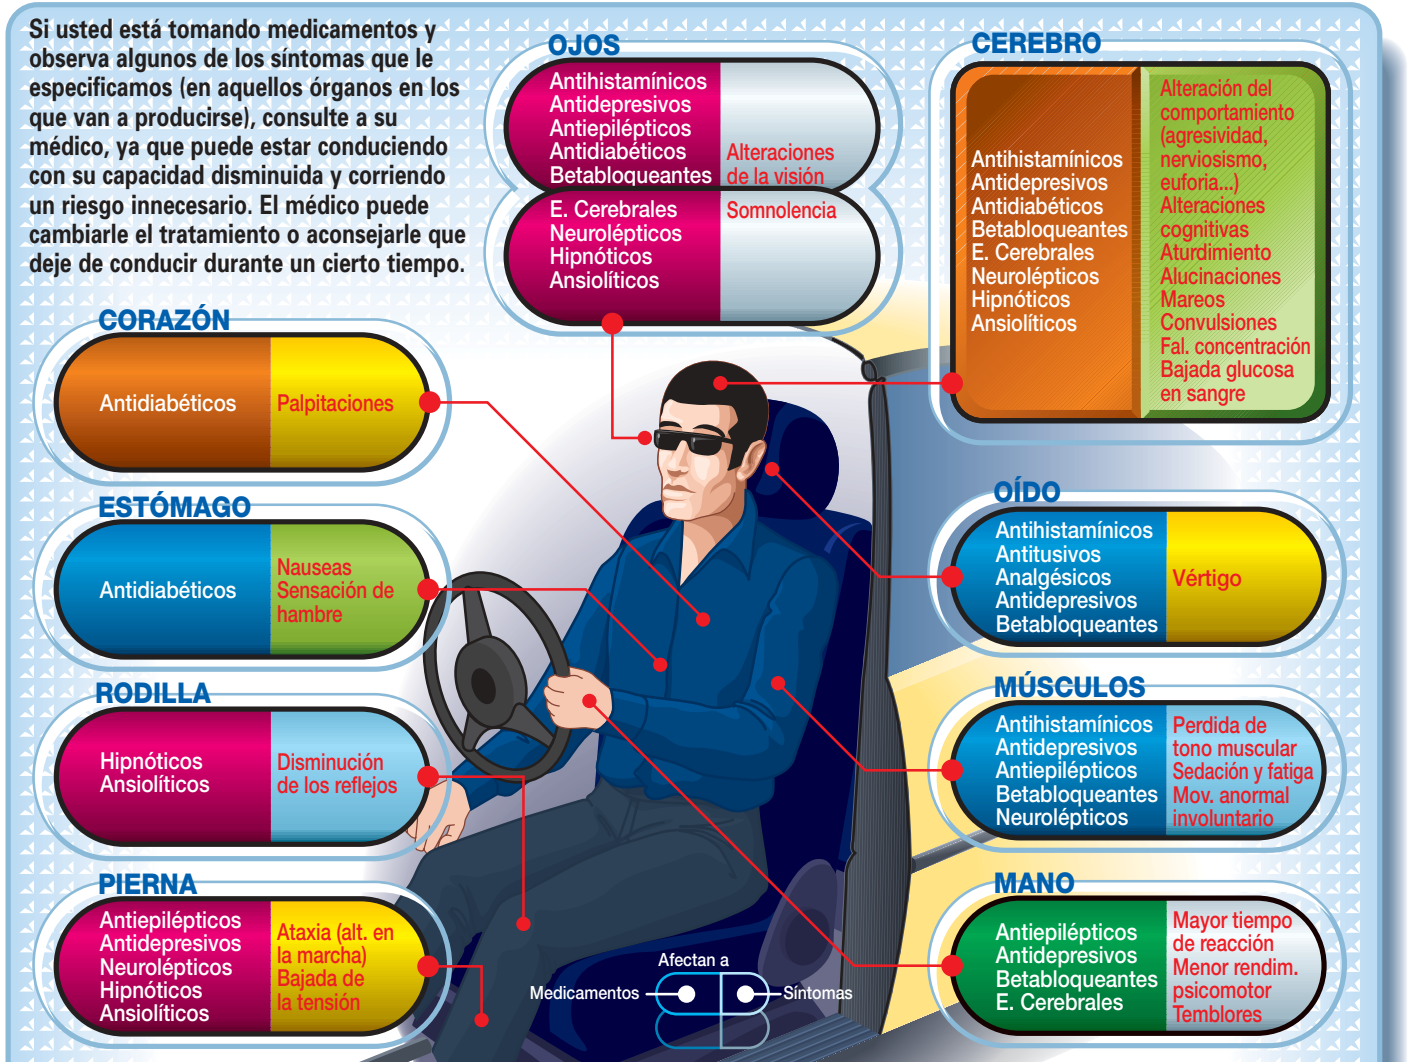 Si usted está tomando medicamentos y
observa algunos de los síntomas que le
especificamos (en aquellos órganos en los
que van a producirse), consulte a su
médico, ya que puede estar conduciendo
con su capacidad disminuida y corriendo
un riesgo innecesario. El médico puede
cambiarle el tratamiento o aconsejarle que
deje de conducir durante un cierto tiempo.
OJOS
Antihistamínicos
Antidepresivos
Antiepilépticos
Antidiabéticos
Betabloqueantes
Alteraciones
de la visión
E. Cerebrales
Neurolépticos
Hipnóticos
Ansiolíticos
Somnolencia
CEREBRO
Antihistamínicos
Antidepresivos
Antidiabéticos
Betabloqueantes
E. Cerebrales
Neurolépticos
Hipnóticos
Ansiolíticos
Alteración del
comportamiento
(agresividad,
nerviosismo,
euforia...)
Alteraciones
cognitivas
Aturdimiento
Alucinaciones
Mareos
Convulsiones
Fal. concentración
Bajada glucosa
en sangre
CORAZÓN
Antidiabéticos
Palpitaciones
ESTÓMAGO
Antidiabéticos
Nauseas
Sensación de
hambre
OÍDO
Antihistamínicos
Antitusivos
Analgésicos
Antidepresivos
Betabloqueantes
Vértigo
RODILLA
Hipnóticos
Ansiolíticos
Disminución
de los reflejos
MÚSCULOS
Antihistamínicos
Antidepresivos
Antiepilépticos
Betabloqueantes
Neurolépticos
Perdida de
tono muscular
Sedación y fatiga
Mov. anormal
involuntario
PIERNA
Antiepilépticos
Antidepresivos
Neurolépticos
Hipnóticos
Ansiolíticos
Ataxia (alt. en
la marcha)
Bajada de
la tensión
MANO
Antiepilépticos
Antidepresivos
Betabloqueantes
E. Cerebrales
Mayor tiempo
de reacción
Menor rendim.
psicomotor
Temblores
Afectan a
Medicamentos
Síntomas